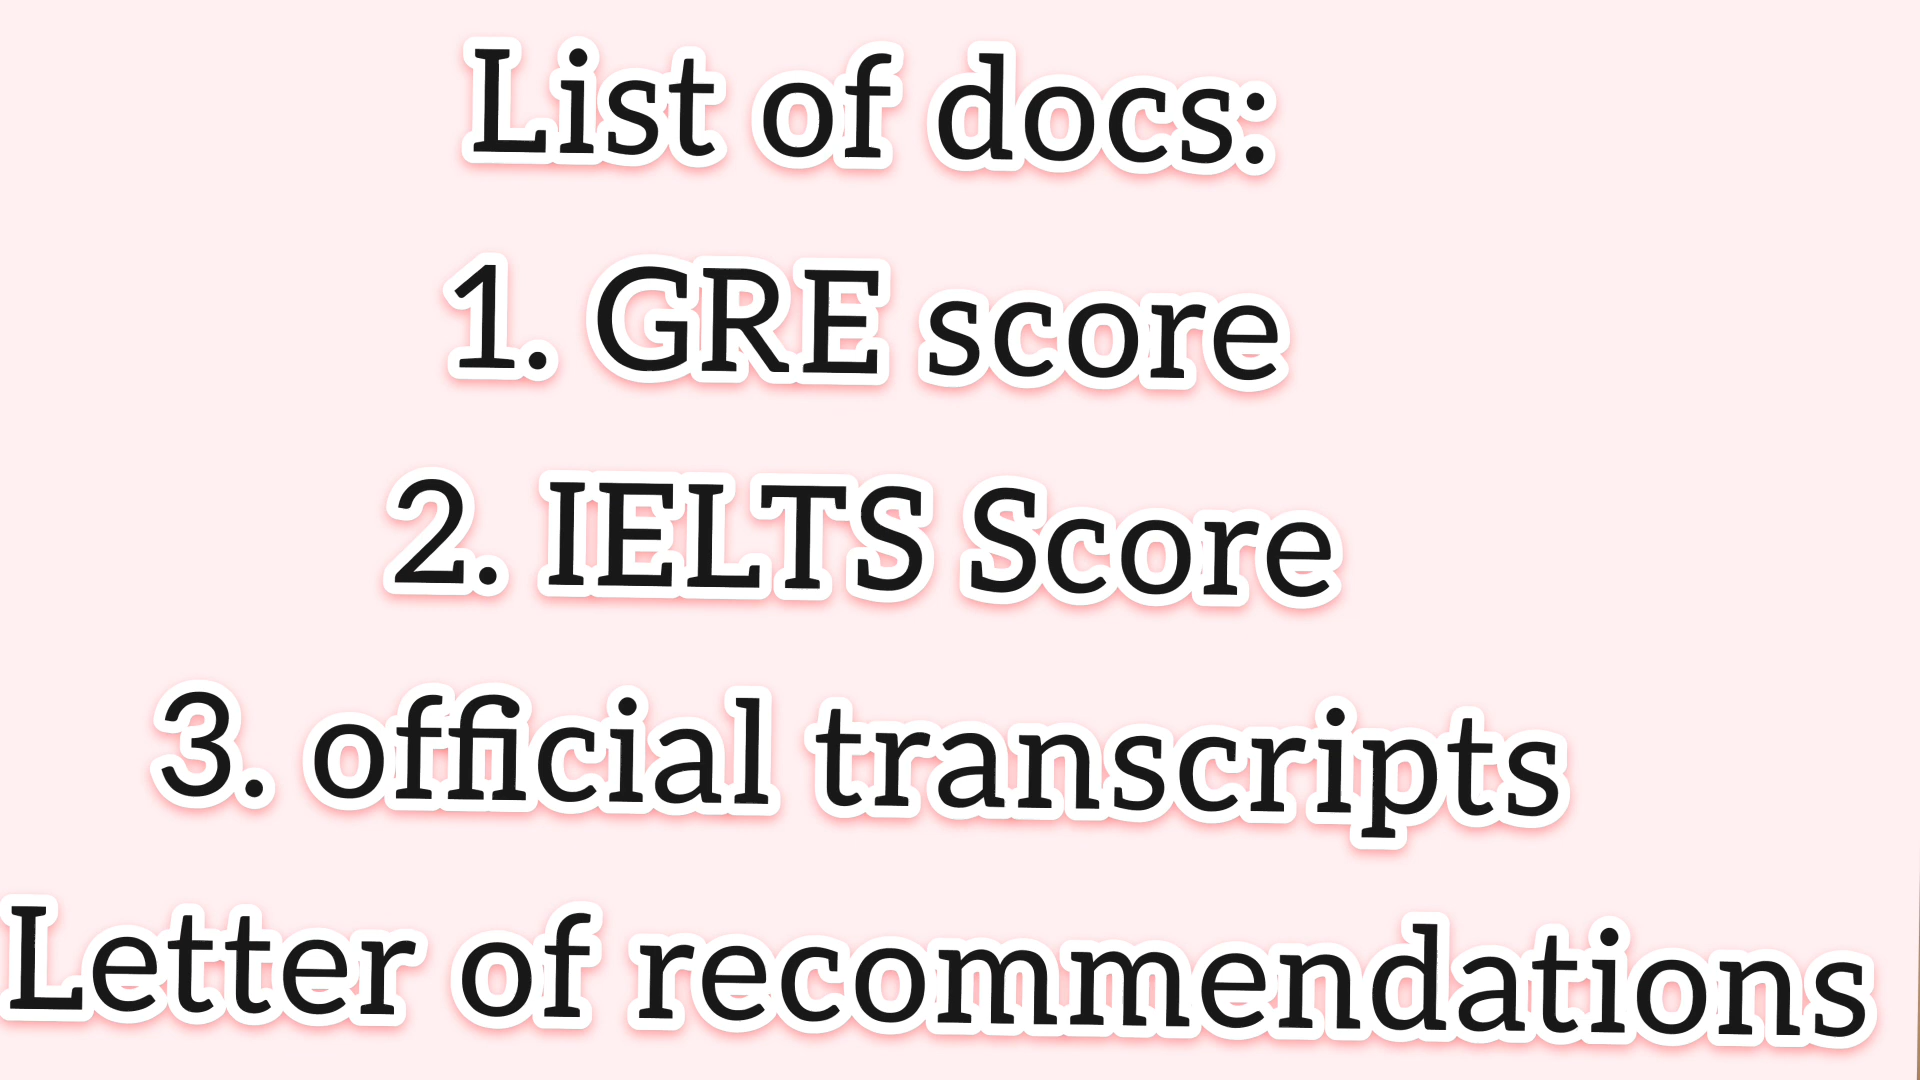 List of docs:
1. GRE score
2. IELTS Score
3. official transcripts
Letter of recommendations